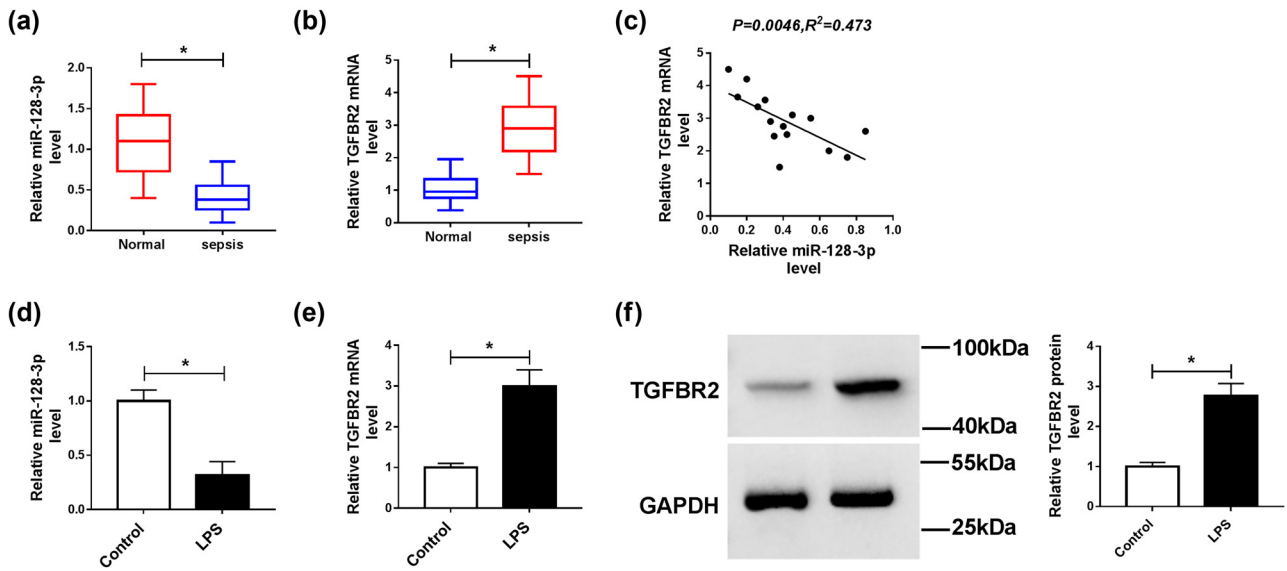 (a)
*
Relative miR-128-3p
level
2.0
1.5
1.0
0.5
0.0
Normal
sepsis
(b)
*
Relative TGFBR2 mRNA
level
5
4
3
2
1
0
Normal
sepsis
(c)
P=0.0046,R²=0.473
Relative TGFBR2 mRNA
level
5
4
3
2
1
0
0.0
0.2
0.4
0.6
0.8
1.0
Relative miR-128-3p
level
(d)
*
Relative miR-128-3p
level
1.5
1.0
0.5
0.0
Control
LPS
(e)
*
Relative TGFBR2 mRNA
level
4
3
2
1
0
Control
LPS
(f)
TGFBR2
100kDa
40kDa
GAPDH
55kDa
25kDa
*
Relative TGFBR2 protein
level
4
3
2
1
0
Control
LPS